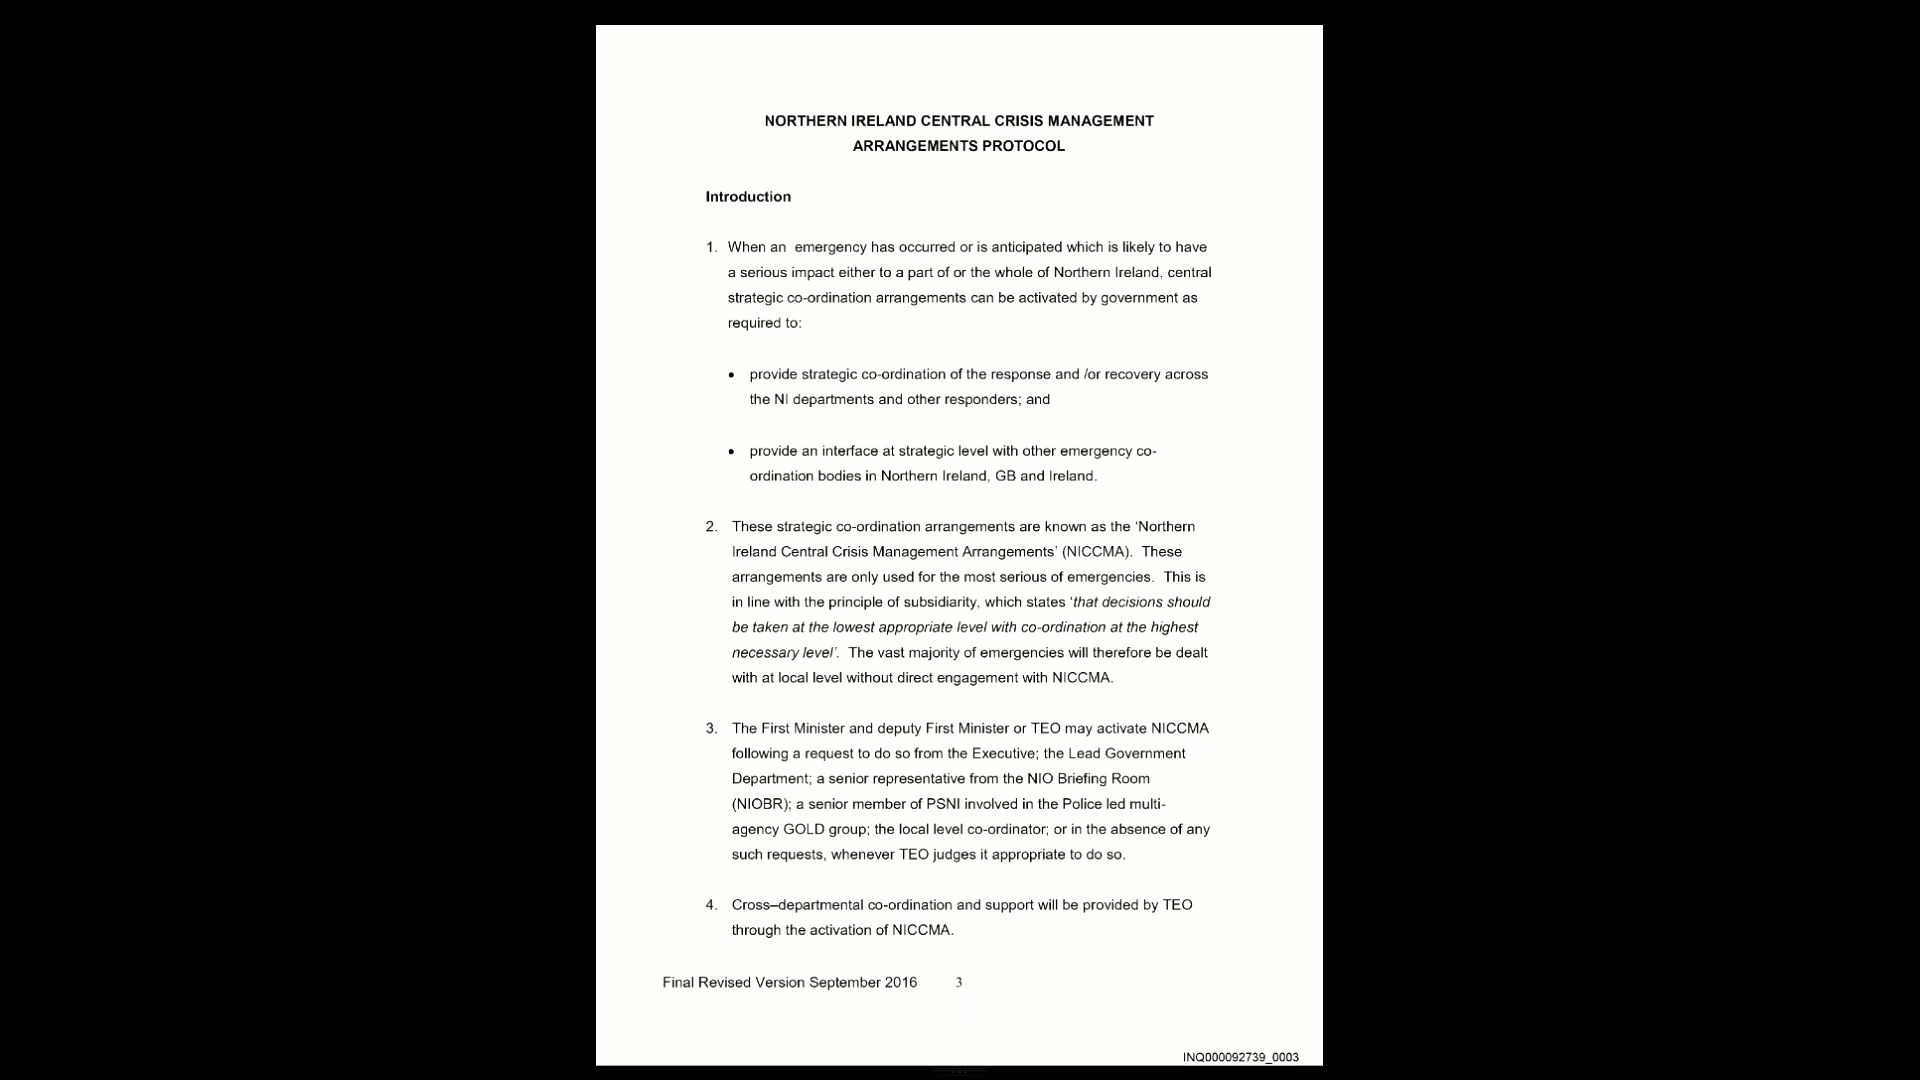 NORTHERN IRELAND CENTRAL CRISIS MANAGEMENT
ARRANGEMENTS PROTOCOL
Introduction
1. When an  emergency has occurred or is anticipated which is likely to have
a serious impact either to a part of or the whole of Northern Ireland, central
strategic co-ordination arrangements can be activated by government as
required to:
• provide strategic co-ordination of the response and /or recovery across
the NI departments and other responders; and
• provide an interface at strategic level with other emergency co-
ordination bodies in Northern Ireland, GB and Ireland.
2. These strategic co-ordination arrangements are known as the ‘Northern
Ireland Central Crisis Management Arrangements’ (NICCMA).  These
arrangements are only used for the most serious of emergencies.  This is
in line with the principle of subsidiarity, which states ‘that decisions should
be taken at the lowest appropriate level with co-ordination at the highest
necessary level’.  The vast majority of emergencies will therefore be dealt
with at local level without direct engagement with NICCMA.
3. The First Minister and deputy First Minister or TEO may activate NICCMA
following a request to do so from the Executive; the Lead Government
Department; a senior representative from the NIO Briefing Room
(NIOBR); a senior member of PSNI involved in the Police led multi-
agency GOLD group; the local level co-ordinator; or in the absence of any
such requests, whenever TEO judges it appropriate to do so.
4. Cross–departmental co-ordination and support will be provided by TEO
through the activation of NICCMA.
Final Revised Version September 2016 3
INQ000092739_0003